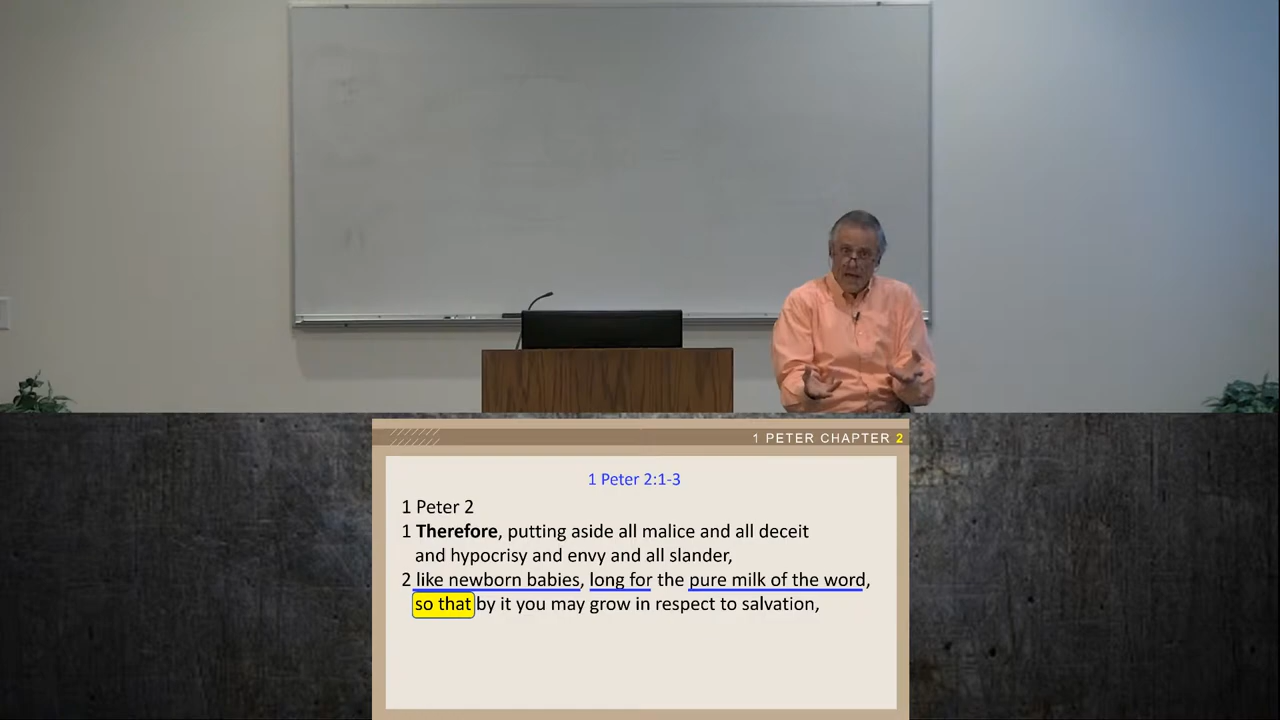 1 PETER CHAPTER 2
1 Peter 2:1-3
1 Peter 2
1 Therefore, putting aside all malice and all deceit
and hypocrisy and envy and all slander,
2 like newborn babies, long for the pure milk of the word,
so that by it you may grow in respect to salvation,